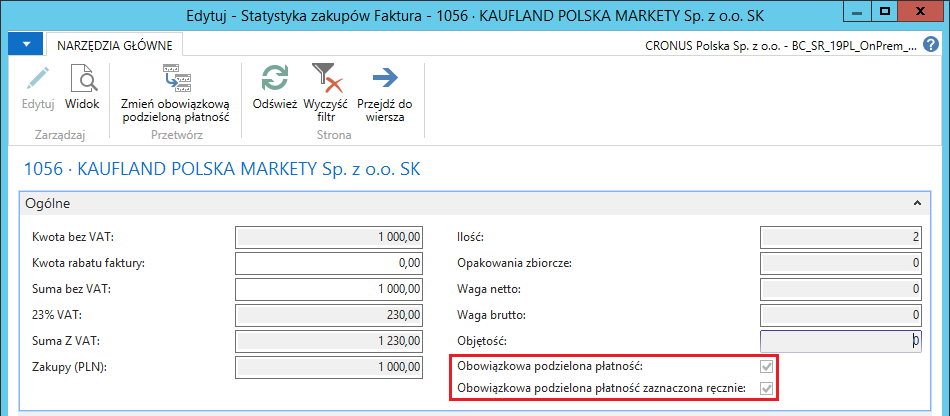 Edytuj - Statystyka zakupów Faktura - 1056 · KAUFLAND POLSKA MARKETY Sp. z o.o. SK
NARZĘDZIA GŁÓWNE
CRONUS Polska Sp. z o.o. - BC_SR_19PL_OnPrem_... ?
Edytuj
Widok
Zmień obowiązkową
podzieloną płatność
Odśwież
Wyczyść
filtr
Przejdź do
wiersza
Zarządzaj
Przetwórz
Strona
1056 · KAUFLAND POLSKA MARKETY Sp. z o.o. SK
Ogólne
Kwota bez VAT: 1 000,00
Kwota rabatu faktury: 0,00
Suma bez VAT: 1 000,00
23% VAT: 230,00
Suma Z VAT: 1 230,00
Zakupy (PLN): 1 000,00
Ilość: 2
Opakowania zbiorcze: 0
Waga netto: 0
Waga brutto: 0
Objętość: 0
Obowiązkowa podzielona płatność:
Obowiązkowa podzielona płatność zaznaczona ręcznie: